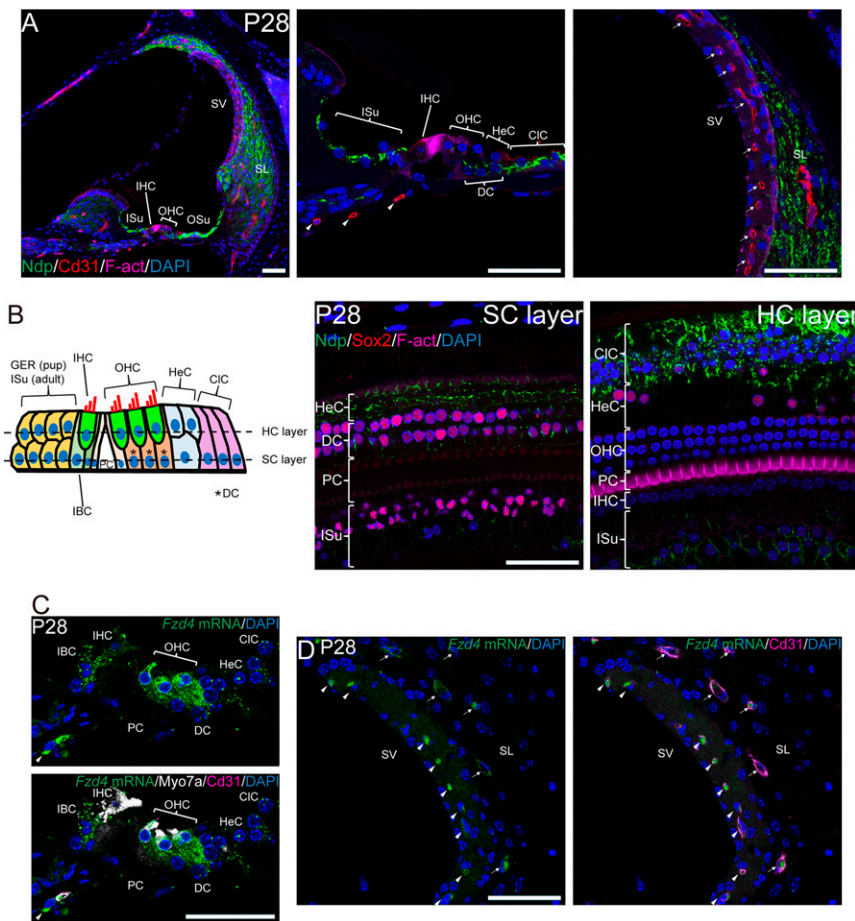 A
P28
SV
SL
IHC
OHC
ISu
OSu
Ndp/Cd31/F-act/DAPI
IHC
OHC
HeC
ClC
ISu
DC
SV
SL
B
GER (pup)
ISu (adult)
IHC
OHC
HeC
ClC
HC layer
SC layer
PC
IBC
*DC
* * *
P28 SC layer
Ndp/Sox2/F-act/DAPI
HeC
DC
PC
ISu
HC layer
ClC
HeC
OHC
PC
IHC
ISu
C
P28
Fzd4 mRNA/DAPI
IHC
IBC
OHC
ClC
HeC
PC
DC
Fzd4 mRNA/Myo7a/Cd31/DAPI
IHC
IBC
OHC
ClC
HeC
PC
DC
D
P28
Fzd4 mRNA/DAPI
SV
SL
Fzd4 mRNA/Cd31/DAPI
SV
SL